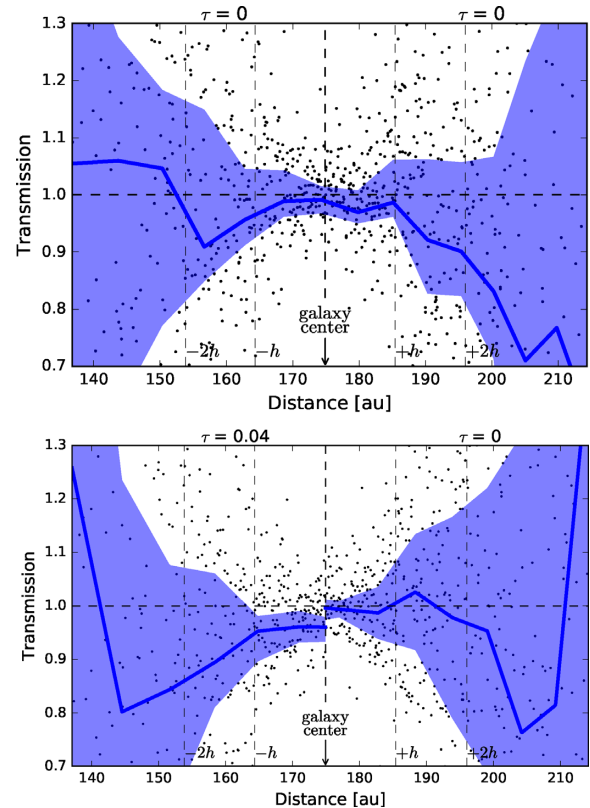 τ = 0 τ = 0
1.3
1.2
1.1
1.0
0.9
0.8
0.7
Transmission
galaxy
center
−2h −h +h +2h
140 150 160 170 180 190 200 210
Distance [au]
τ = 0.04 τ = 0
1.3
1.2
1.1
1.0
0.9
0.8
0.7
Transmission
galaxy
center
−2h −h +h +2h
140 150 160 170 180 190 200 210
Distance [au]